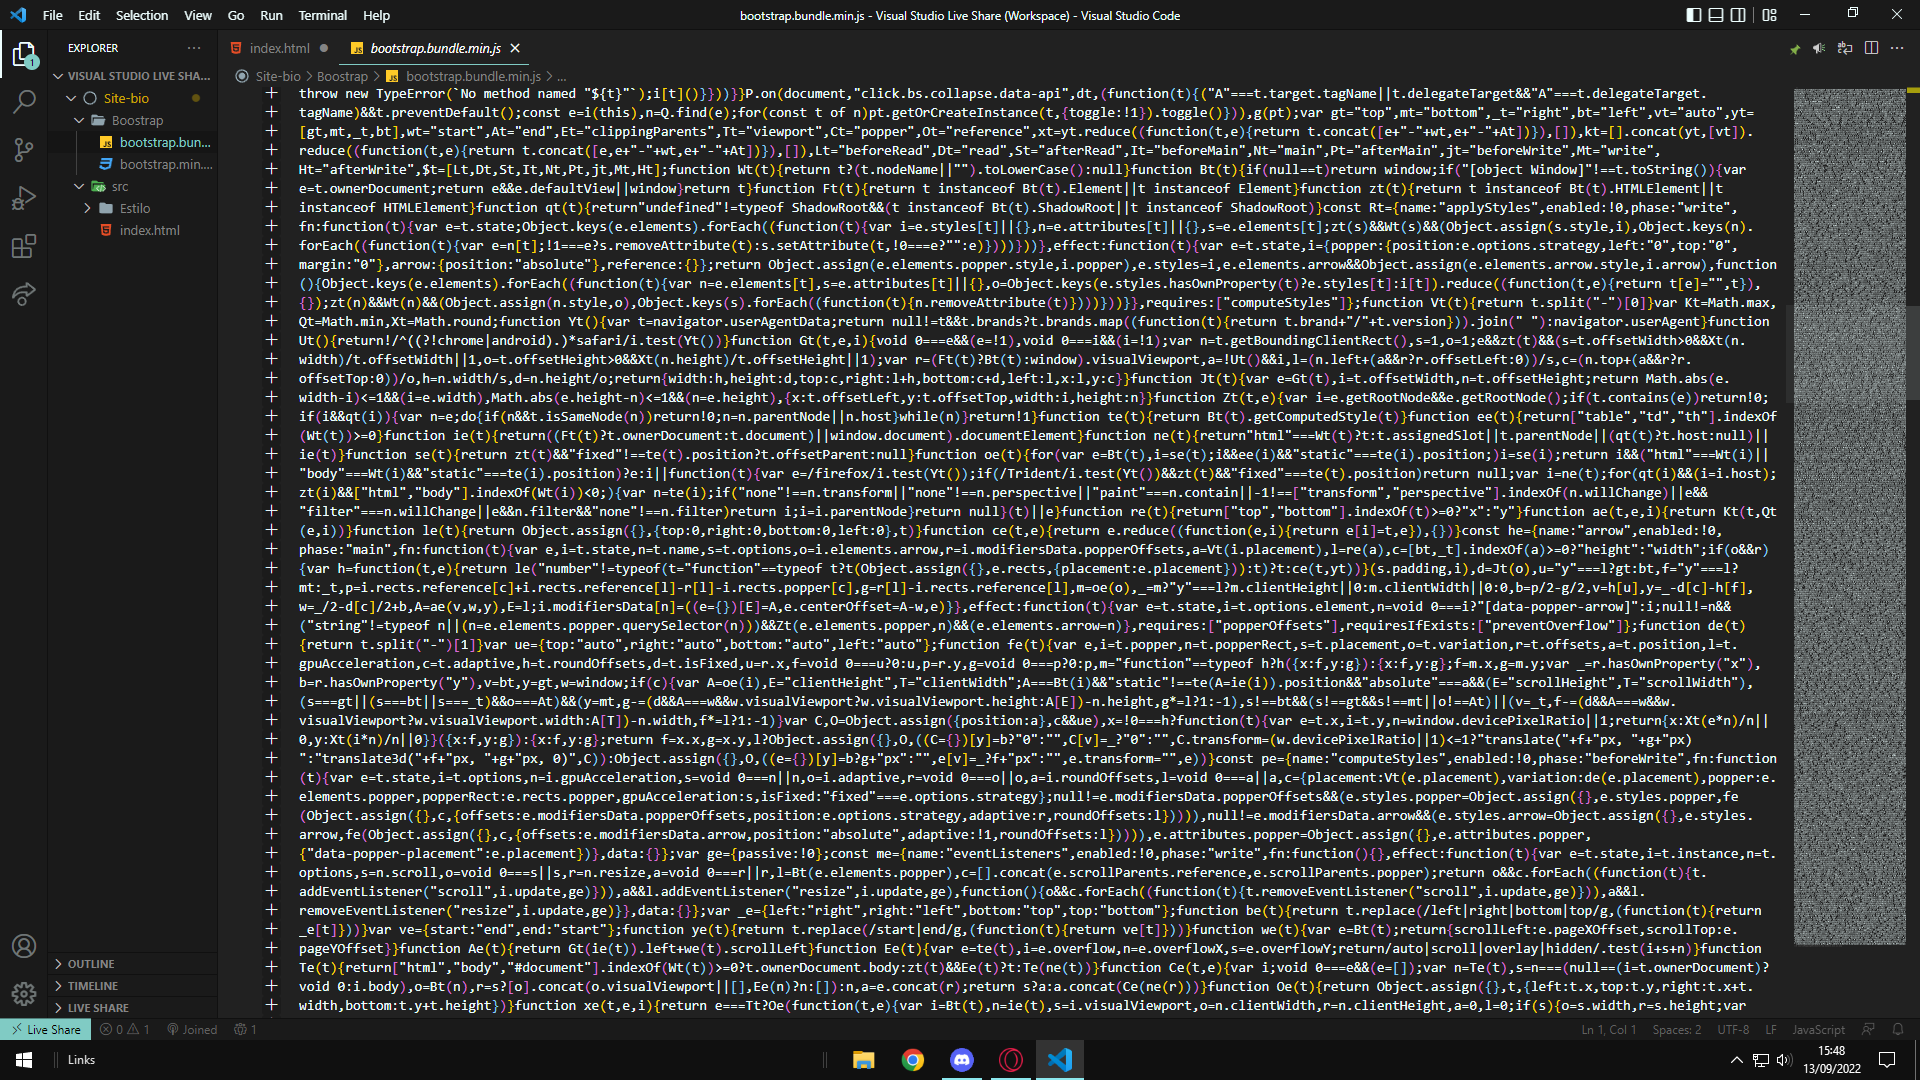 File Edit Selection View Go Run Terminal Help
bootstrap.bundle.min.js - Visual Studio Live Share (Workspace) - Visual Studio Code
EXPLORER
VISUAL STUDIO LIVE SHA...
Site-bio
Boostrap
bootstrap.bun...
bootstrap.min....
src
Estilo
index.html
OUTLINE
TIMELINE
LIVE SHARE
index.html
bootstrap.bundle.min.js
Site-bio > Boostrap > bootstrap.bundle.min.js > ...
throw new TypeError(`No method named "${t}"`);i[t]()}}))}}P.on(document,"click.bs.collapse.data-api",dt,(function(t){("A"===t.target.tagName||t.delegateTarget&&"A"===t.delegateTarget.
tagName)&&t.preventDefault();const e=i(this),n=Q.find(e);for(const t of n)pt.getOrCreateInstance(t,{toggle:!1}).toggle()})),g(pt);var gt="top",mt="bottom",_t="right",bt="left",vt="auto",yt=
[gt,mt,_t,bt],wt="start",At="end",Et="clippingParents",Tt="viewport",Ct="popper",Ot="reference",xt=yt.reduce((function(t,e){return t.concat([e+"-"+wt,e+"-"+At])}),[]),kt=[].concat(yt,[vt]).
reduce((function(t,e){return t.concat([e,e+"-"+wt,e+"-"+At])}),[]),Lt="beforeRead",Dt="read",St="afterRead",It="beforeMain",Nt="main",Pt="afterMain",jt="beforeWrite",Mt="write",
Ht="afterWrite",$t=[Lt,Dt,St,It,Nt,Pt,jt,Mt,Ht];function Wt(t){return t?(t.nodeName||"").toLowerCase():null}function Bt(t){if(null==t)return window;if("[object Window]"!==t.toString()){var
e=t.ownerDocument;return e&&e.defaultView||window}return t}function Ft(t){return t instanceof Bt(t).Element||t instanceof Element}function zt(t){return t instanceof Bt(t).HTMLElement||t
instanceof HTMLElement}function qt(t){return"undefined"!=typeof ShadowRoot&&(t instanceof Bt(t).ShadowRoot||t instanceof ShadowRoot)}const Rt={name:"applyStyles",enabled:!0,phase:"write",
fn:function(t){var e=t.state;Object.keys(e.elements).forEach((function(t){var i=e.styles[t]||{},n=e.attributes[t]||{},s=e.elements[t];zt(s)&&Wt(s)&&(Object.assign(s.style,i),Object.keys(n).
forEach((function(t){var e=n[t];!1===e?s.removeAttribute(t):s.setAttribute(t,!0===e?"":e)})))}))},effect:function(t){var e=t.state,i={popper:{position:e.options.strategy,left:"0",top:"0",
margin:"0"},arrow:{position:"absolute"},reference:{}};return Object.assign(e.elements.popper.style,i.popper),e.styles=i,e.elements.arrow&&Object.assign(e.elements.arrow.style,i.arrow),function
(){Object.keys(e.elements).forEach((function(t){var n=e.elements[t],s=e.attributes[t]||{},o=Object.keys(e.styles.hasOwnProperty(t)?e.styles[t]:i[t]).reduce((function(t,e){return t[e]="",t}),
{});zt(n)&&Wt(n)&&(Object.assign(n.style,o),Object.keys(s).forEach((function(t){n.removeAttribute(t)})))}))}},requires:["computeStyles"]};function Vt(t){return t.split("-")[0]}var Kt=Math.max,
Qt=Math.min,Xt=Math.round;function Yt(){var t=navigator.userAgentData;return null!=t&&t.brands?t.brands.map((function(t){return t.brand+"/"+t.version})).join(" "):navigator.userAgent}function
Ut(){return!/^((?!chrome|android).)*safari/i.test(Yt())}function Gt(t,e,i){void 0===e&&(e=!1),void 0===i&&(i=!1);var n=t.getBoundingClientRect(),s=1,o=1;e&&zt(t)&&(s=t.offsetWidth>0&&Xt(n.
width)/t.offsetWidth||1,o=t.offsetHeight>0&&Xt(n.height)/t.offsetHeight||1);var r=(Ft(t)?Bt(t):window).visualViewport,a=!Ut()&&i,l=(n.left+(a&&r?r.offsetLeft:0))/s,c=(n.top+(a&&r?r.
offsetTop:0))/o,h=n.width/s,d=n.height/o;return{width:h,height:d,top:c,right:l+h,bottom:c+d,left:l,x:l,y:c}}function Jt(t){var e=Gt(t),i=t.offsetWidth,n=t.offsetHeight;return Math.abs(e.
width-i)<=1&&(i=e.width),Math.abs(e.height-n)<=1&&(n=e.height),{x:t.offsetLeft,y:t.offsetTop,width:i,height:n}}function Zt(t,e){var i=e.getRootNode&&e.getRootNode();if(t.contains(e))return!0;
if(i&&qt(i)){var n=e;do{if(n&&t.isSameNode(n))return!0;n=n.parentNode||n.host}while(n)}return!1}function te(t){return Bt(t).getComputedStyle(t)}function ee(t){return["table","td","th"].indexOf
(Wt(t))>=0}function ie(t){return((Ft(t)?t.ownerDocument:t.document)||window.document).documentElement}function ne(t){return"html"===Wt(t)?t:t.assignedSlot||t.parentNode||(qt(t)?t.host:null)||
ie(t)}function se(t){return zt(t)&&"fixed"!==te(t).position?t.offsetParent:null}function oe(t){for(var e=Bt(t),i=se(t);i&&ee(i)&&"static"===te(i).position;)i=se(i);return i&&("html"===Wt(i)||
"body"===Wt(i)&&"static"===te(i).position)?e:i||function(t){var e=/firefox/i.test(Yt());if(/Trident/i.test(Yt())&&zt(t)&&"fixed"===te(t).position)return null;var i=ne(t);for(qt(i)&&(i=i.host);
zt(i)&&["html","body"].indexOf(Wt(i))<0;){var n=te(i);if("none"!==n.transform||"none"!==n.perspective||"paint"===n.contain||-1!==["transform","perspective"].indexOf(n.willChange)||e&&
"filter"===n.willChange||e&&n.filter&&"none"!==n.filter)return i;i=i.parentNode}return null}(t)||e}function re(t){return["top","bottom"].indexOf(t)>=0?"x":"y"}function ae(t,e,i){return Kt(t,Qt
(e,i))}function le(t){return Object.assign({},{top:0,right:0,bottom:0,left:0},t)}function ce(t,e){return e.reduce((function(e,i){return e[i]=t,e}),{})}const he={name:"arrow",enabled:!0,
phase:"main",fn:function(t){var e,i=t.state,n=t.name,s=t.options,o=i.elements.arrow,r=i.modifiersData.popperOffsets,a=Vt(i.placement),l=re(a),c=[bt,_t].indexOf(a)>=0?"height":"width";if(o&&r)
{var h=function(t,e){return le("number"!=typeof(t="function"==typeof t?t(Object.assign({},e.rects,{placement:e.placement})):t)?t:ce(t,yt))}(s.padding,i),d=Jt(o),u="y"===l?gt:bt,f="y"===l?
mt:_t,p=i.rects.reference[c]+i.rects.reference[l]-r[l]-i.rects.popper[c],g=r[l]-i.rects.reference[l],m=oe(o),_=m?"y"===l?m.clientHeight||0:m.clientWidth||0:0,b=p/2-g/2,v=h[u],y=_-d[c]-h[f],
w=_/2-d[c]/2+b,A=ae(v,w,y),E=l;i.modifiersData[n]=((e={})[E]=A,e.centerOffset=A-w,e)}},effect:function(t){var e=t.state,i=t.options.element,n=void 0===i?"[data-popper-arrow]":i;null!=n&&
("string"!=typeof n||(n=e.elements.popper.querySelector(n)))&&Zt(e.elements.popper,n)&&(e.elements.arrow=n)},requires:["popperOffsets"],requiresIfExists:["preventOverflow"]};function de(t)
{return t.split("-")[1]}var ue={top:"auto",right:"auto",bottom:"auto",left:"auto"};function fe(t){var e,i=t.popper,n=t.popperRect,s=t.placement,o=t.variation,r=t.offsets,a=t.position,l=t.
gpuAcceleration,c=t.adaptive,h=t.roundOffsets,d=t.isFixed,u=r.x,f=void 0===u?0:u,p=r.y,g=void 0===p?0:p,m="function"==typeof h?h({x:f,y:g}):{x:f,y:g};f=m.x,g=m.y;var _=r.hasOwnProperty("x"),
b=r.hasOwnProperty("y"),v=bt,y=gt,w=window;if(c){var A=oe(i),E="clientHeight",T="clientWidth";A===Bt(i)&&"static"!==te(A=ie(i)).position&&"absolute"===a&&(E="scrollHeight",T="scrollWidth"),
(s===gt||(s===bt||s===_t)&&o===At)&&(y=mt,g-=(d&&A===w&&w.visualViewport?w.visualViewport.height:A[E])-n.height,g*=l?1:-1),s!==bt&&(s!==gt&&s!==mt||o!==At)||(v=_t,f-=(d&&A===w&&w.
visualViewport?w.visualViewport.width:A[T])-n.width,f*=l?1:-1)}var C,O=Object.assign({position:a},c&&ue),x=!0===h?function(t){var e=t.x,i=t.y,n=window.devicePixelRatio||1;return{x:Xt(e*n)/n||
0,y:Xt(i*n)/n||0}}({x:f,y:g}):{x:f,y:g};return f=x.x,g=x.y,l?Object.assign({},O,((C={})[y]=b?"0":"",C[v]=_?"0":"",C.transform=(w.devicePixelRatio||1)<=1?"translate("+f+"px, "+g+"px)
":"translate3d("+f+"px, "+g+"px, 0)",C)):Object.assign({},O,((e={})[y]=b?g+"px":"",e[v]=_?f+"px":"",e.transform="",e))}const pe={name:"computeStyles",enabled:!0,phase:"beforeWrite",fn:function
(t){var e=t.state,i=t.options,n=i.gpuAcceleration,s=void 0===n||n,o=i.adaptive,r=void 0===o||o,a=i.roundOffsets,l=void 0===a||a,c={placement:Vt(e.placement),variation:de(e.placement),popper:e.
elements.popper,popperRect:e.rects.popper,gpuAcceleration:s,isFixed:"fixed"===e.options.strategy};null!=e.modifiersData.popperOffsets&&(e.styles.popper=Object.assign({},e.styles.popper,fe
(Object.assign({},c,{offsets:e.modifiersData.popperOffsets,position:e.options.strategy,adaptive:r,roundOffsets:l})))),null!=e.modifiersData.arrow&&(e.styles.arrow=Object.assign({},e.styles.
arrow,fe(Object.assign({},c,{offsets:e.modifiersData.arrow,position:"absolute",adaptive:!1,roundOffsets:l})))),e.attributes.popper=Object.assign({},e.attributes.popper,
{"data-popper-placement":e.placement})},data:{}};var ge={passive:!0};const me={name:"eventListeners",enabled:!0,phase:"write",fn:function(){},effect:function(t){var e=t.state,i=t.instance,n=t.
options,s=n.scroll,o=void 0===s||s,r=n.resize,a=void 0===r||r,l=Bt(e.elements.popper),c=[].concat(e.scrollParents.reference,e.scrollParents.popper);return o&&c.forEach((function(t){t.
addEventListener("scroll",i.update,ge)})),a&&l.addEventListener("resize",i.update,ge),function(){o&&c.forEach((function(t){t.removeEventListener("scroll",i.update,ge)})),a&&l.
removeEventListener("resize",i.update,ge)}},data:{}};var _e={left:"right",right:"left",bottom:"top",top:"bottom"};function be(t){return t.replace(/left|right|bottom|top/g,(function(t){return
_e[t]}))}var ve={start:"end",end:"start"};function ye(t){return t.replace(/start|end/g,(function(t){return ve[t]}))}function we(t){var e=Bt(t);return{scrollLeft:e.pageXOffset,scrollTop:e.
pageYOffset}}function Ae(t){return Gt(ie(t)).left+we(t).scrollLeft}function Ee(t){var e=te(t),i=e.overflow,n=e.overflowX,s=e.overflowY;return/auto|scroll|overlay|hidden/.test(i+s+n)}function
Te(t){return["html","body","#document"].indexOf(Wt(t))>=0?t.ownerDocument.body:zt(t)&&Ee(t)?t:Te(ne(t))}function Ce(t,e){var i;void 0===e&&(e=[]);var n=Te(t),s=n===(null==(i=t.ownerDocument)?
void 0:i.body),o=Bt(n),r=s?[o].concat(o.visualViewport||[],Ee(n)?n:[]):n,a=e.concat(r);return s?a:a.concat(Ce(ne(r)))}function Oe(t){return Object.assign({},t,{left:t.x,top:t.y,right:t.x+t.
width,bottom:t.y+t.height})}function xe(t,e,i){return e===Tt?Oe(function(t,e){var i=Bt(t),n=ie(t),s=i.visualViewport,o=n.clientWidth,r=n.clientHeight,a=0,l=0;if(s){o=s.width,r=s.height;var
Live Share 0 1 Joined 1
Ln 1, Col 1 Spaces: 2 UTF-8 LF JavaScript
Links
15:48
13/09/2022